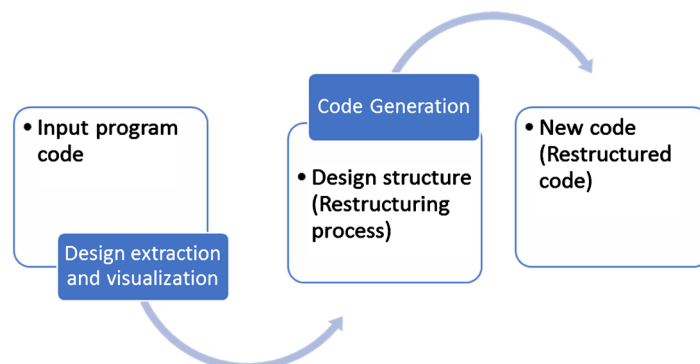 • Input program
code
Design extraction
and visualization
Code Generation
• Design structure
(Restructuring
process)
• New code
(Restructured
code)